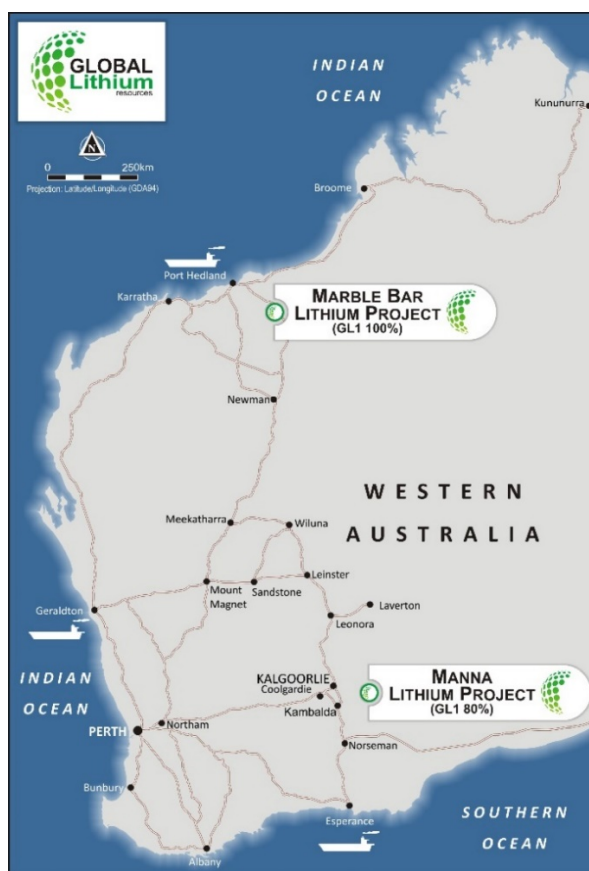 GLOBAL
Lithium
resources
INDIAN
OCEAN
Kununurra
N
0 250km
Projection: Latitude/Longitude (GDA94)
Broome
Port Hedland
Karratha
MARBLE BAR
LITHIUM PROJECT
(GL1 100%)
Newman
WESTERN
AUSTRALIA
Meekatharra
Wiluna
Leinster
Mount
Magnet
Sandstone
Laverton
Geraldton
Leonora
INDIAN
OCEAN
KALGOORLIE
Coolgardie
MANNA
LITHIUM PROJECT
(GL1 80%)
Kambalda
Northam
PERTH
Norseman
Bunbury
Esperance
SOUTHERN
OCEAN
Albany